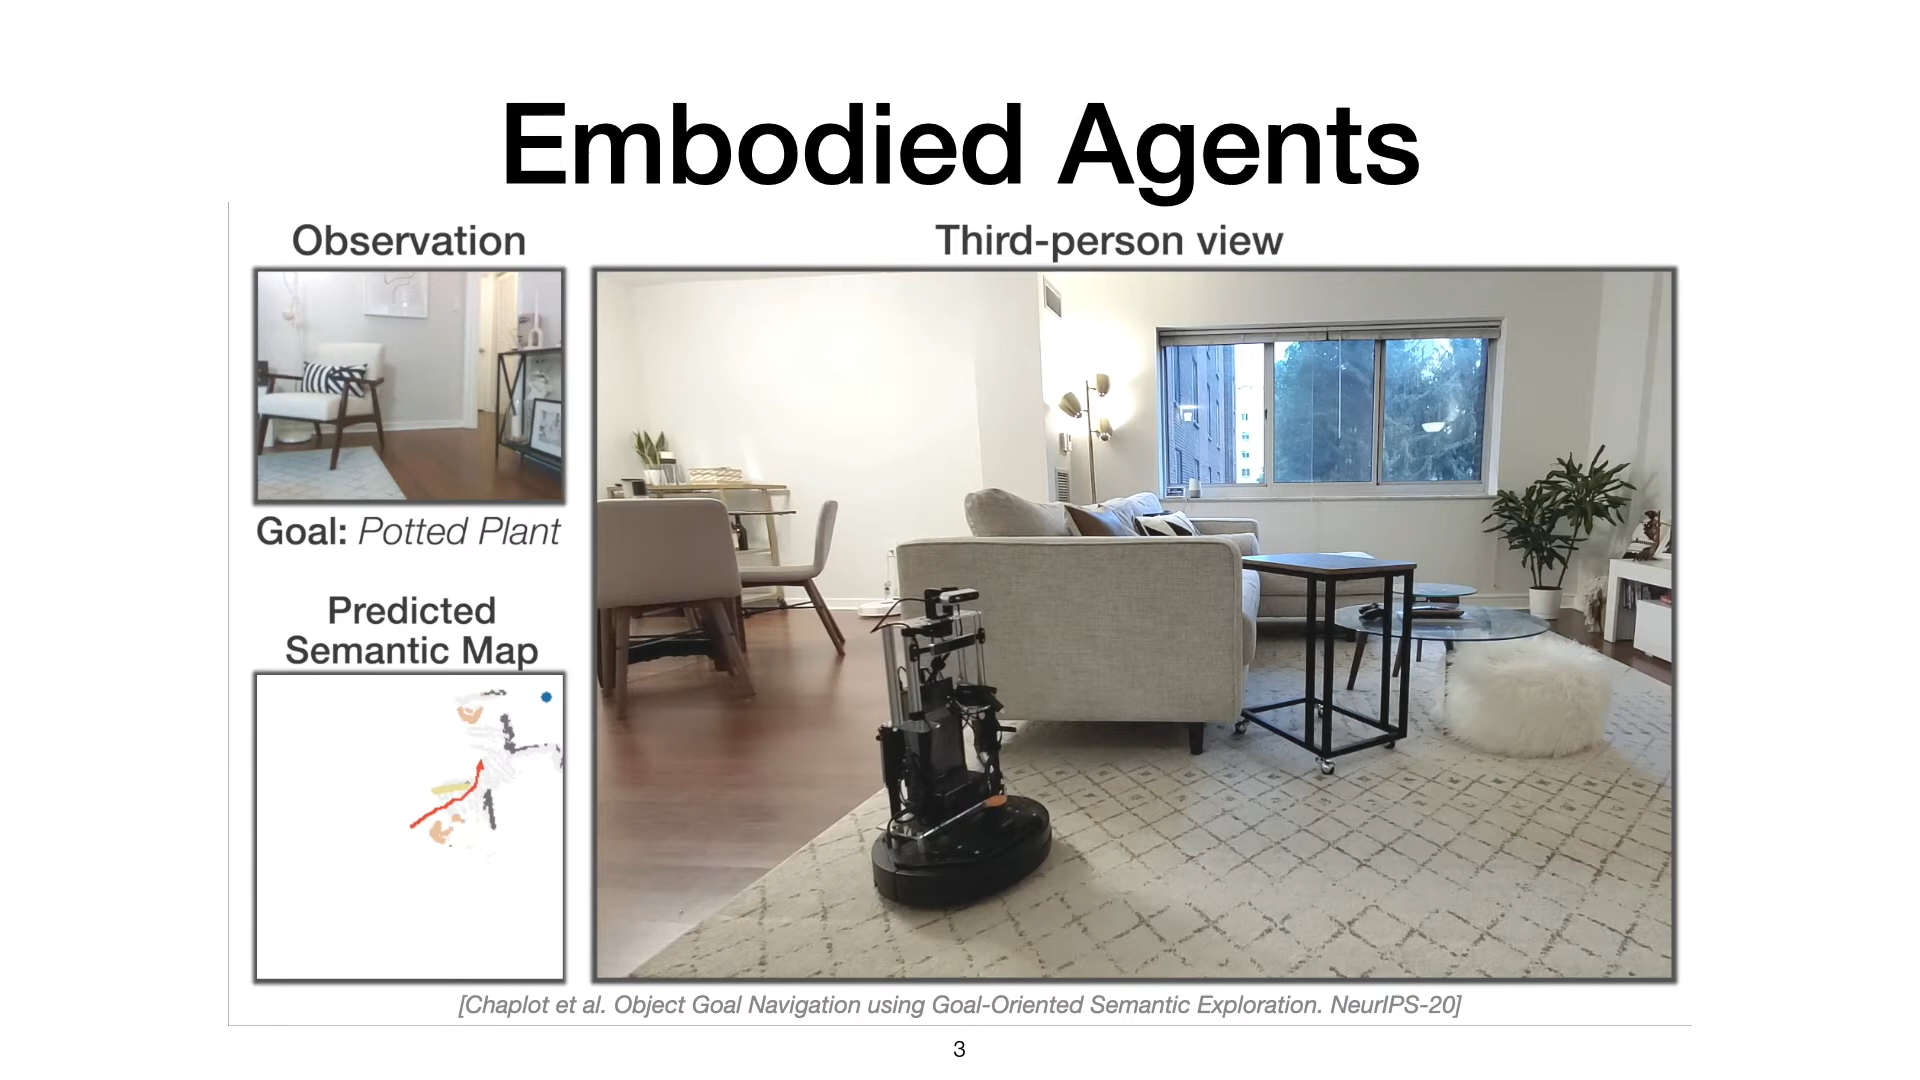 Embodied Agents
Observation
Third-person view
Goal: Potted Plant
Predicted
Semantic Map
[Chaplot et al. Object Goal Navigation using Goal-Oriented Semantic Exploration. NeurIPS-20]
3